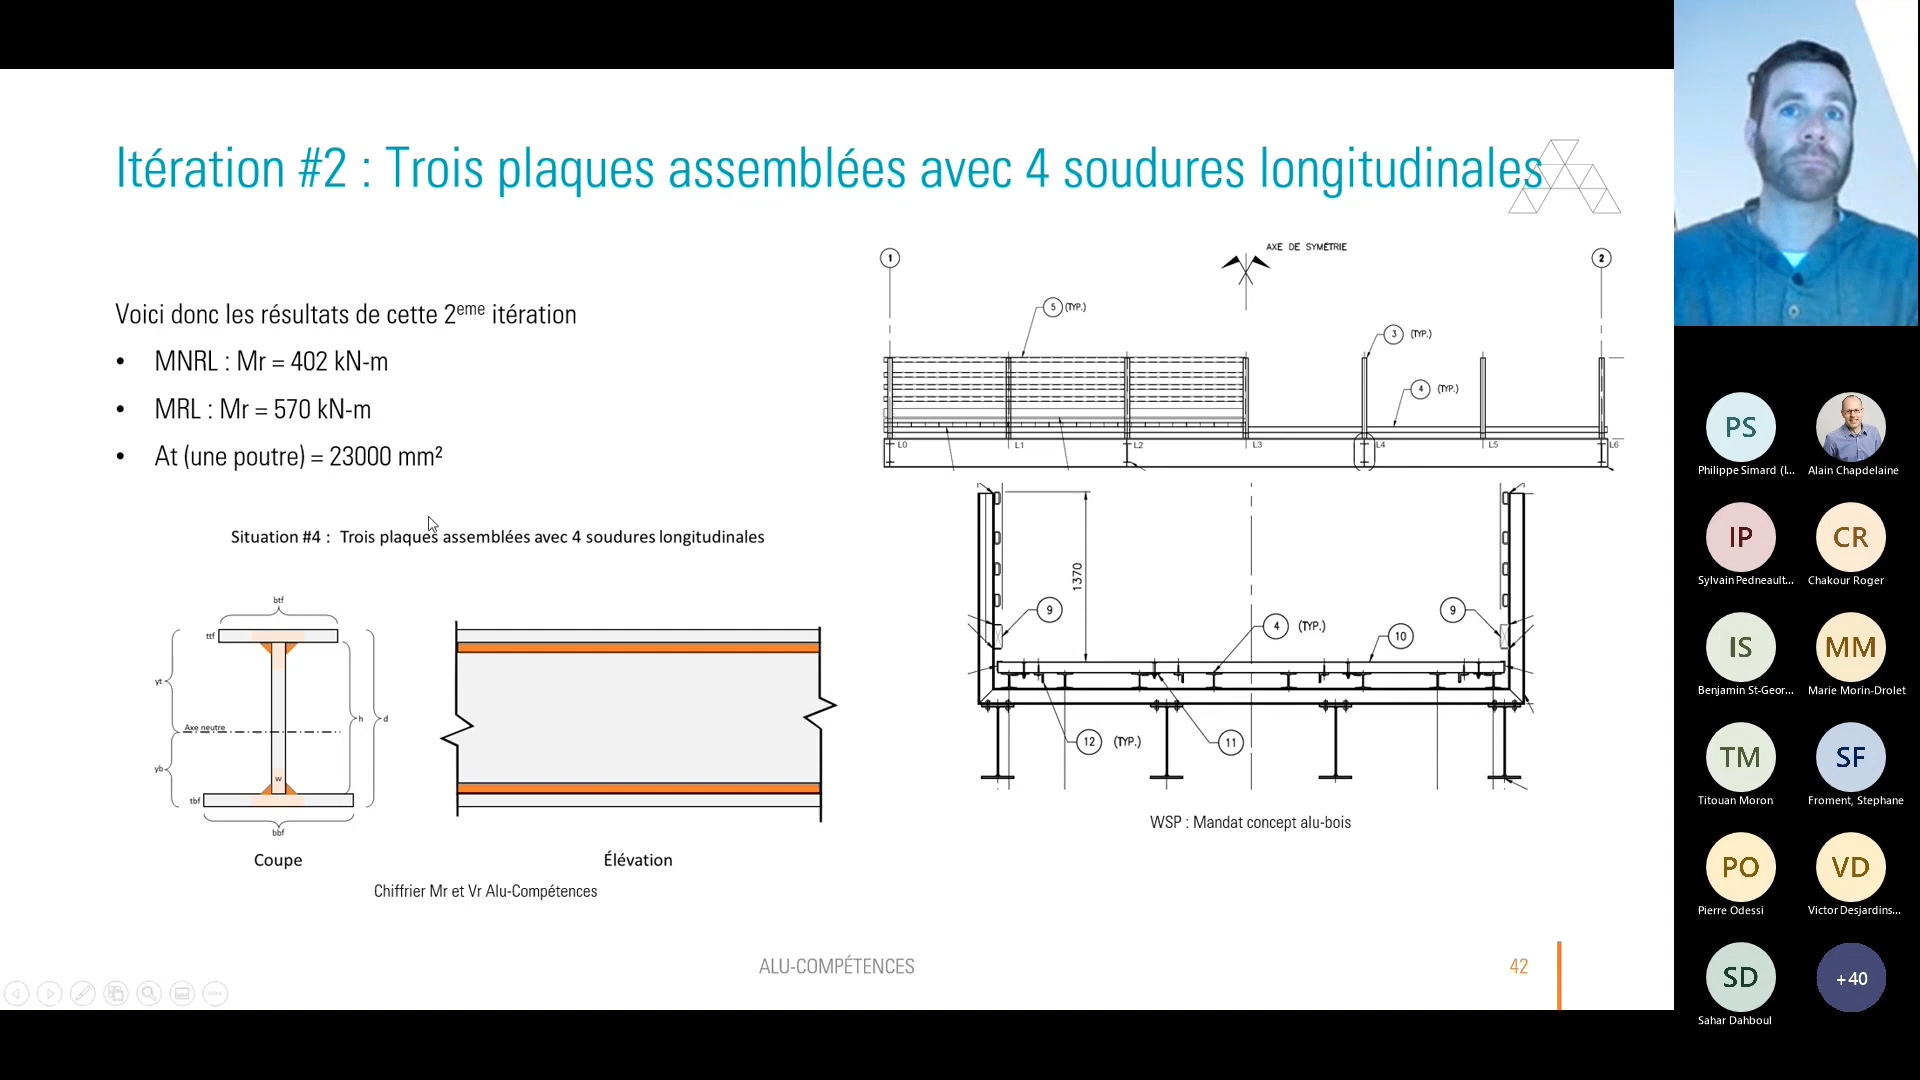 Itération #2 : Trois plaques assemblées avec 4 soudures longitudinales
Voici donc les résultats de cette 2eme itération
• MNRL : Mr = 402 kN-m
• MRL : Mr = 570 kN-m
• At (une poutre) = 23000 mm²
Situation #4 : Trois plaques assemblées avec 4 soudures longitudinales
btf
ttf
yt
h
d
Axe neutre
yb
w
tbf
bbf
Coupe
Élévation
Chiffrier Mr et Vr Alu-Compétences
AXE DE SYMÉTRIE
1
2
5 (TYP.)
3 (TYP.)
4 (TYP.)
L0 L1 L2 L3 L4 L5 L6
1370
9
9
4 (TYP.)
10
12 (TYP.)
11
WSP : Mandat concept alu-bois
ALU-COMPÉTENCES
42
PS
Philippe Simard (L...
Alain Chapdelaine
IP
Sylvain Pedneault...
CR
Chakour Roger
IS
Benjamin St-Geor...
MM
Marie Morin-Drolet
TM
Titouan Moron
SF
Froment, Stephane
PO
Pierre Odessi
VD
Victor Desjardins...
SD
Sahar Dahboul
+40